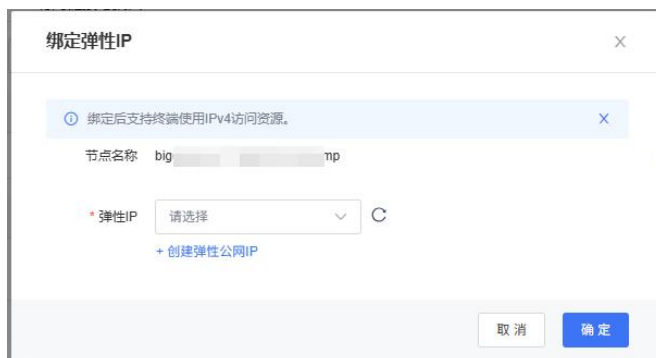 绑定弹性IP
绑定后支持终端使用IPv4访问资源。
节点名称 big mp
* 弹性IP 请选择
+ 创建弹性公网IP
取消 确定